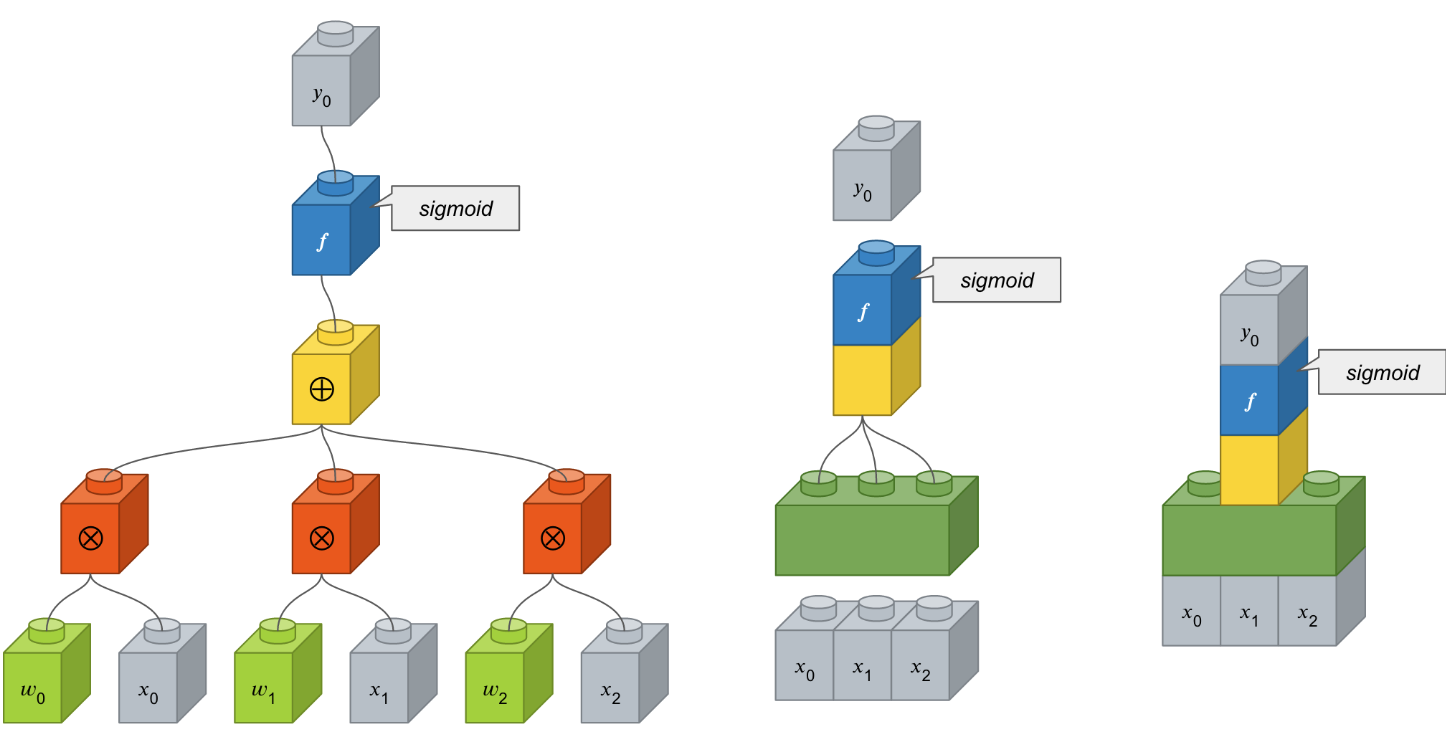 y0
f
sigmoid
⊕
⊗ ⊗ ⊗
w0 x0 w1 x1 w2 x2
y0
f
sigmoid
x0 x1 x2
y0
f
sigmoid
x0 x1 x2